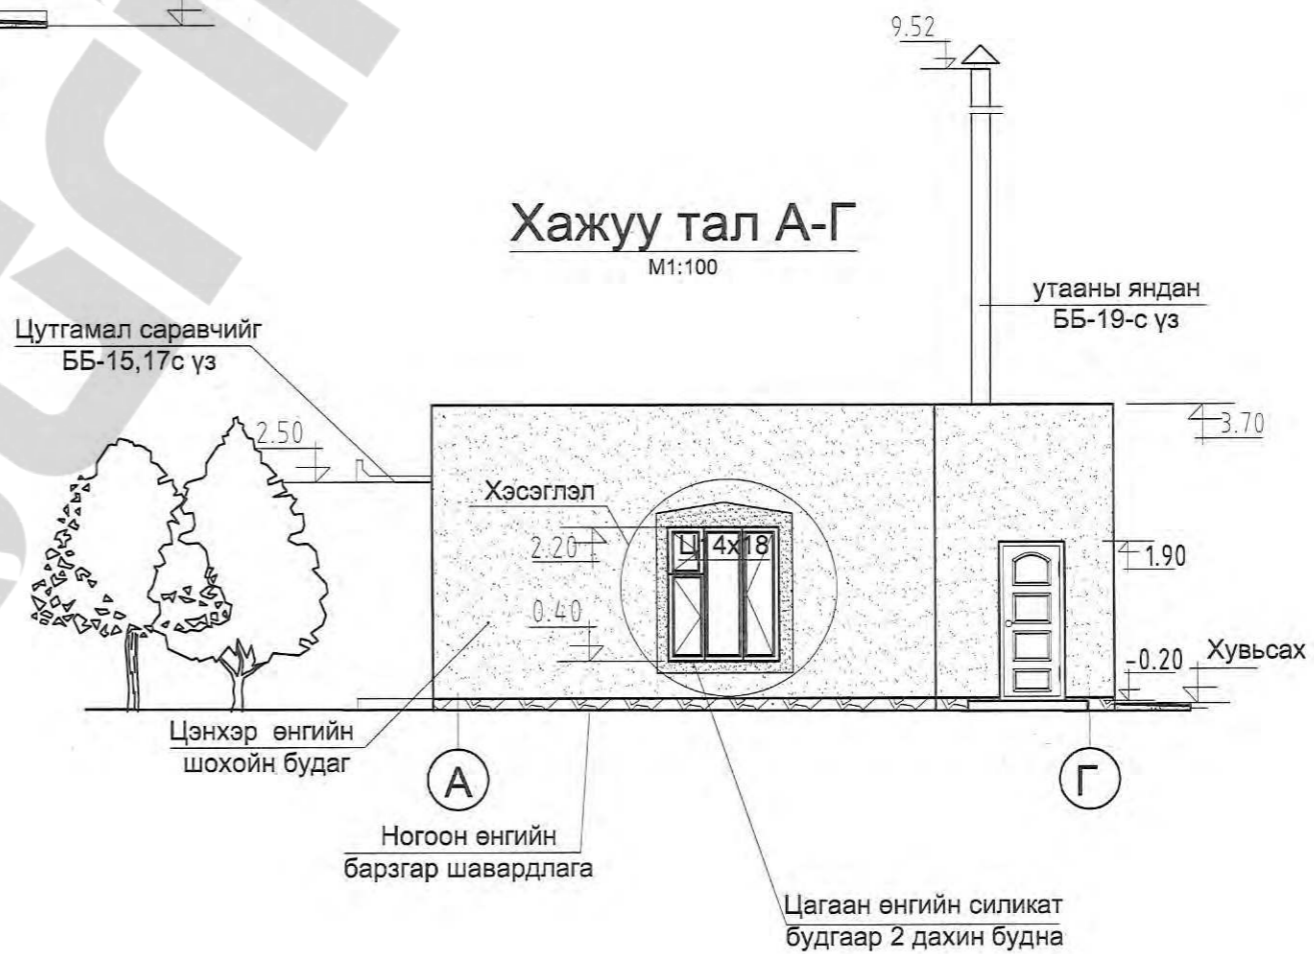 9.52
Хажуу тал А-Г
М1:100
утааны яндан
ББ-19-с үз
Цутгамал саравчийг
ББ-15,17с үз
2.50
3.70
Хэсэглэл
2.20
Ц14х18
1.90
0.40
-0.20
Хувьсах
Цэнхэр өнгийн
шохойн будаг
А
Г
Ногоон өнгийн
барзгар шавардлага
Цагаан өнгийн силикат
будгаар 2 дахин будна